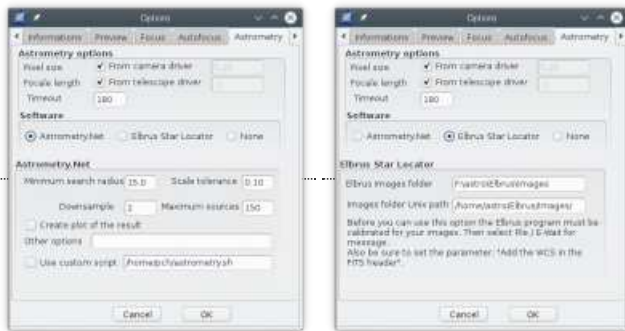 Options
Informations Preview Focus Autofocus Astrometry
Astrometry options
Pixel size From camera driver
Focale length From telescope driver
Timeout 180
Software
Astrometry.Net Elbrus Star Locator None
Astrometry.Net
Minimum search radius 15.0 Scale tolerance 0.10
Downsample Maximum sources 150
Create plot of the result
Other options
Use custom script /home/pch/astrometry.sh
Cancel OK
Options
Informations Preview Focus Autofocus Astrometry
Astrometry options
Pixel size From camera driver
Focale length From telescope driver
Timeout 180
Software
Astrometry.Net Elbrus Star Locator None
Elbrus Star Locator
Elbrus images folder
Images folder Unix path /home/astro/Elbrus/Images/
Before you can use this option the Elbrus program must be
calibrated for your images. Then select file / E-Wait for
message.
Also be sure to set the parameter: "Add the WCS in the
FITS header".
Cancel OK